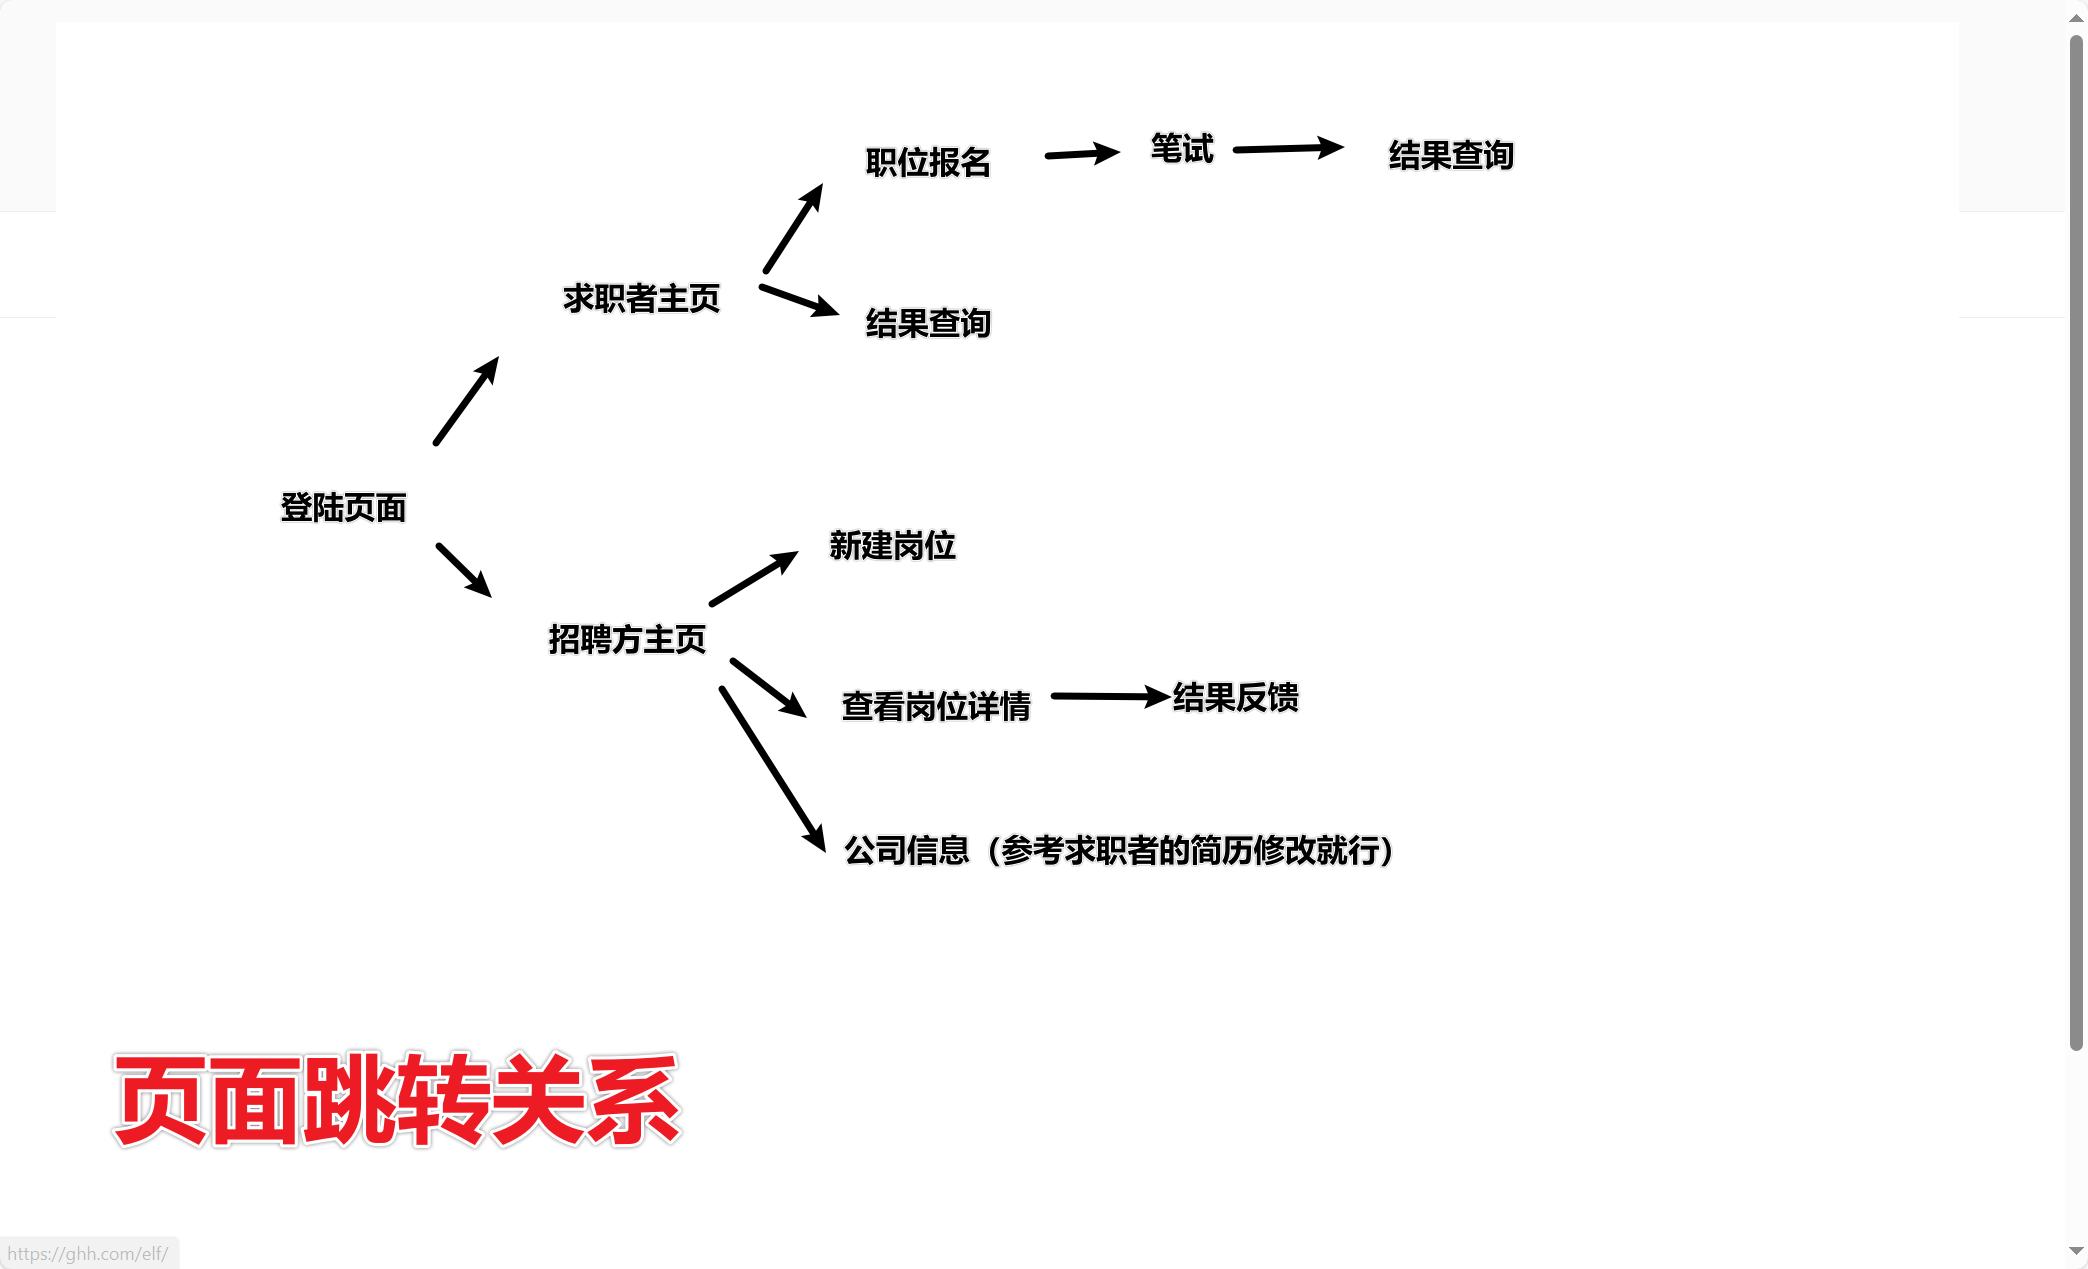 职位报名
笔试
结果查询
求职者主页
结果查询
登陆页面
新建岗位
招聘方主页
查看岗位详情
结果反馈
公司信息（参考求职者的简历修改就行）
页面跳转关系
https://ghh.com/elf/